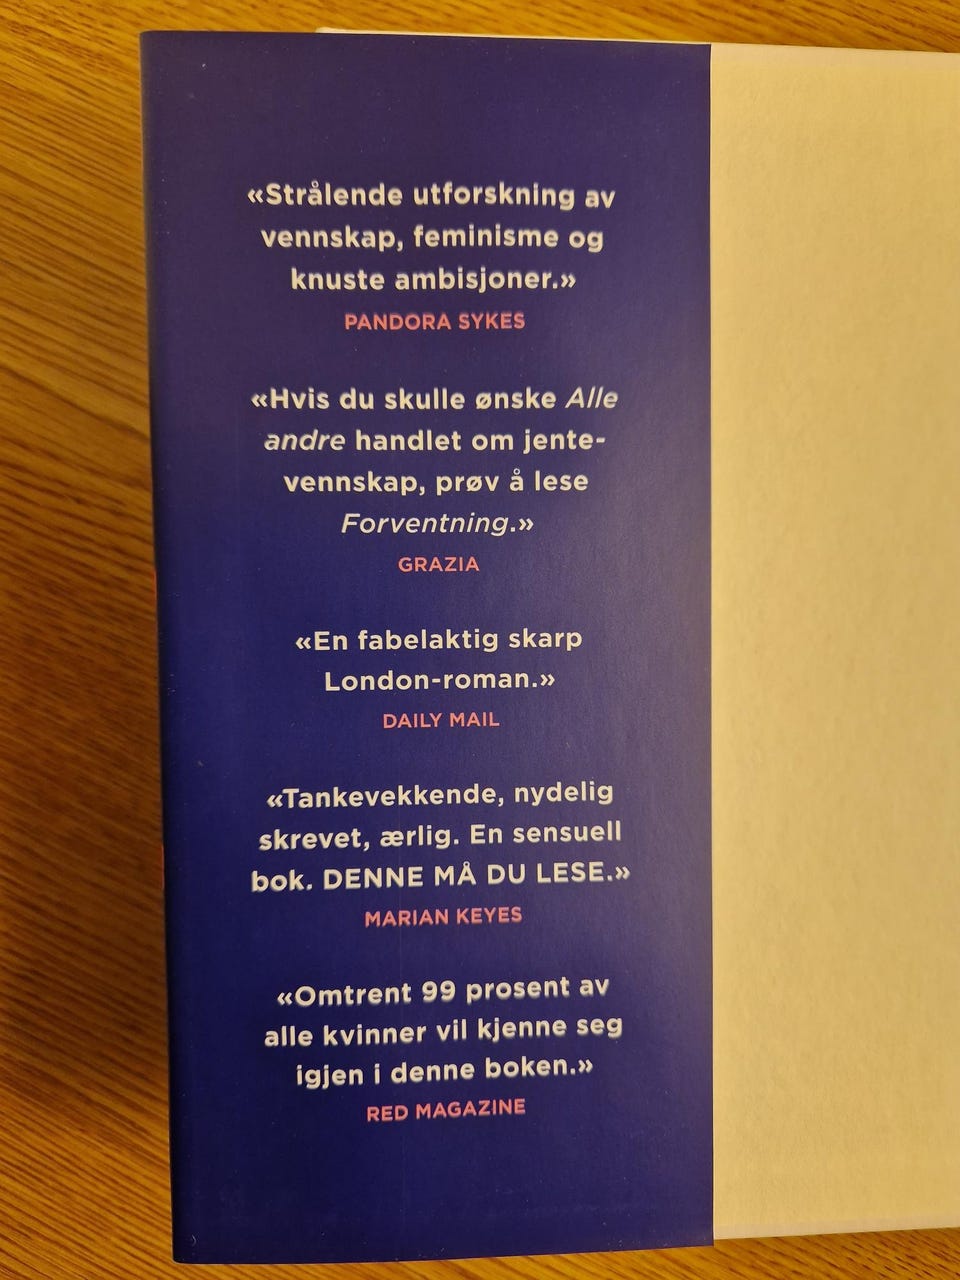 «Strålende utforskning av
vennskap, feminisme og
knuste ambisjoner.»
PANDORA SYKES
«Hvis du skulle ønske Alle
andre handlet om jente-
vennskap, prøv å lese
Forventning.»
GRAZIA
«En fabelaktig skarp
London-roman.»
DAILY MAIL
«Tankevekkende, nydelig
skrevet, ærlig. En sensuell
bok. DENNE MÅ DU LESE.»
MARIAN KEYES
«Omtrent 99 prosent av
alle kvinner vil kjenne seg
igjen i denne boken.»
RED MAGAZINE